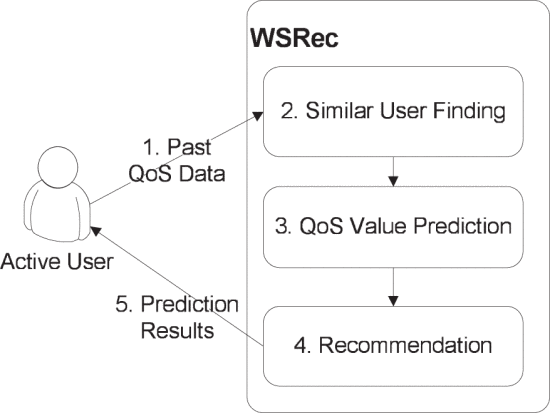 WSRec
2. Similar User Finding
1. Past
QoS Data
3. QoS Value Prediction
Active User
5. Prediction
Results
4. Recommendation